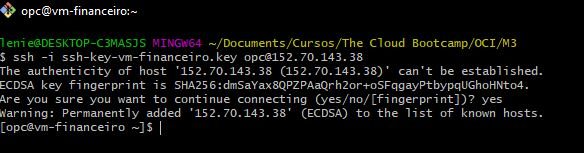 opc@vm-financeiro:~
lenie@DESKTOP-C3MASJS MINGW64 ~/Documents/Cursos/The Cloud Bootcamp/OCI/M3
$ ssh -i ssh-key-vm-financeiro.key opc@152.70.143.38
The authenticity of host '152.70.143.38 (152.70.143.38)' can't be established.
ECDSA key fingerprint is SHA256:dmSaYax8QPZPAaQrh2or+oSFqgayPtbypqUGhoHNto4.
Are you sure you want to continue connecting (yes/no/[fingerprint])? yes
Warning: Permanently added '152.70.143.38' (ECDSA) to the list of known hosts.
[opc@vm-financeiro ~]$